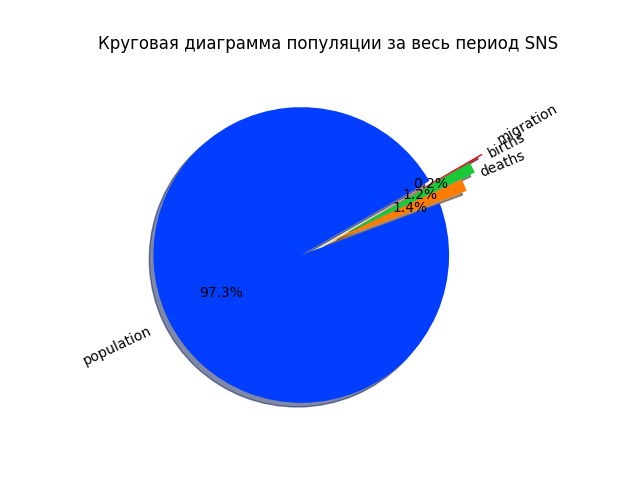 Круговая диаграмма популяции за весь период SNS
migration
births
deaths
0.2%
1.2%
1.4%
97.3%
population